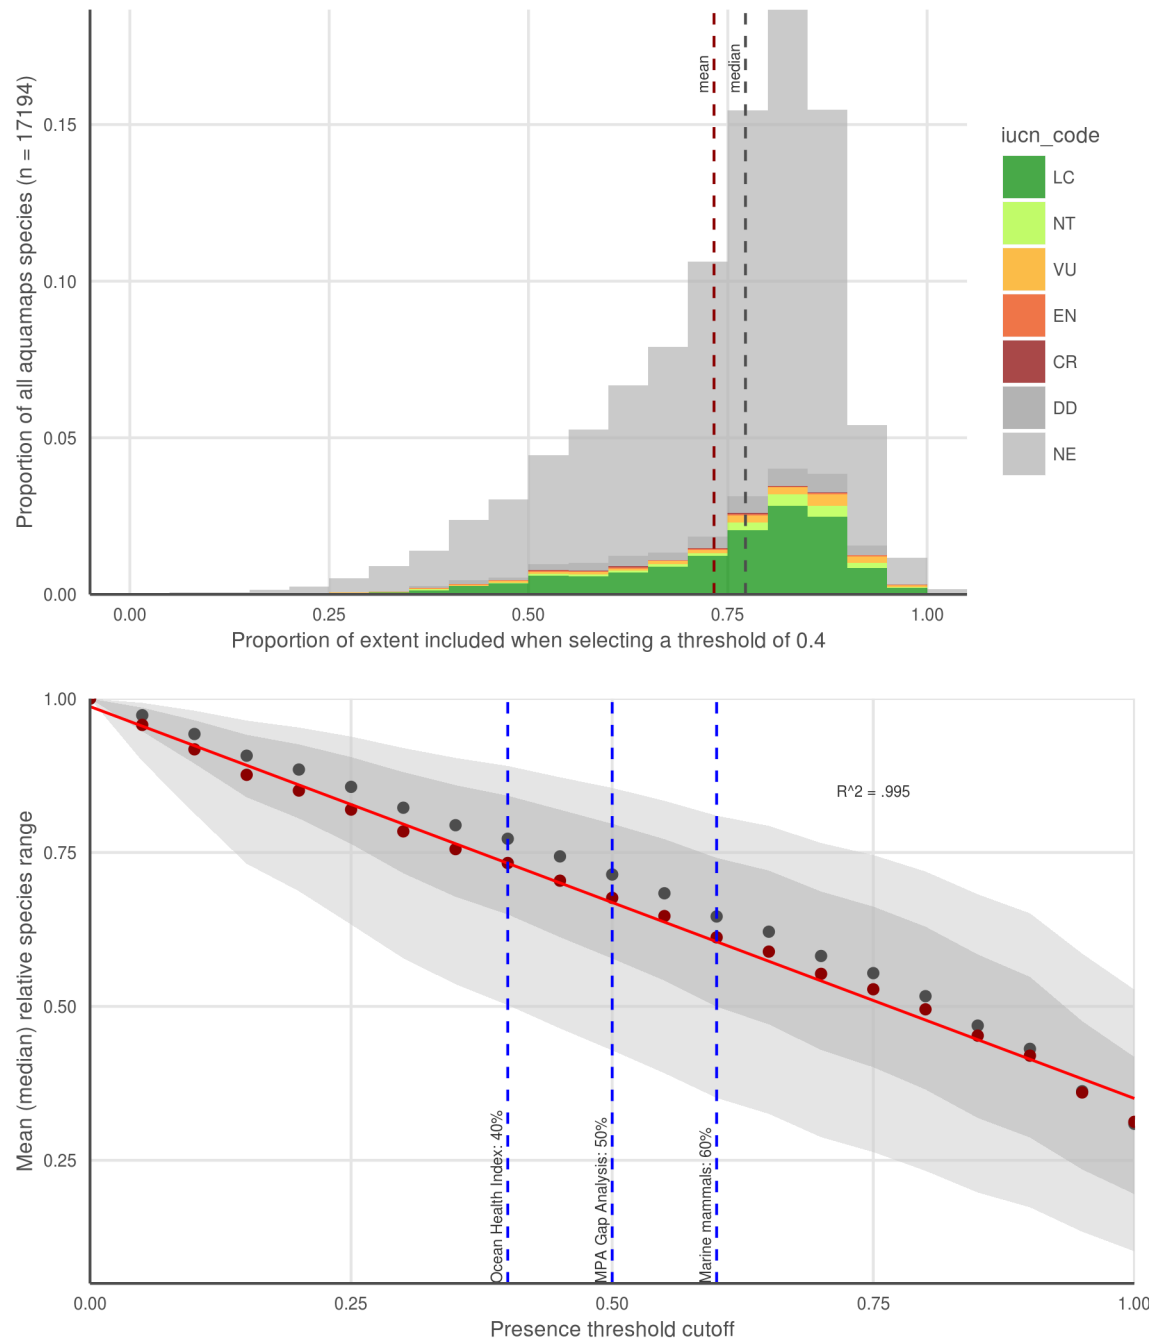 Proportion of all aquamaps species (n = 17194)
0.15
0.10
0.05
0.00
mean
median
0.00 0.25 0.50 0.75 1.00
Proportion of extent included when selecting a threshold of 0.4
iucn_code
LC
NT
VU
EN
CR
DD
NE
Mean (median) relative species range
1.00
0.75
0.50
0.25
R^2 = .995
Ocean Health Index: 40%
MPA Gap Analysis: 50%
Marine mammals: 60%
0.00 0.25 0.50 0.75 1.00
Presence threshold cutoff